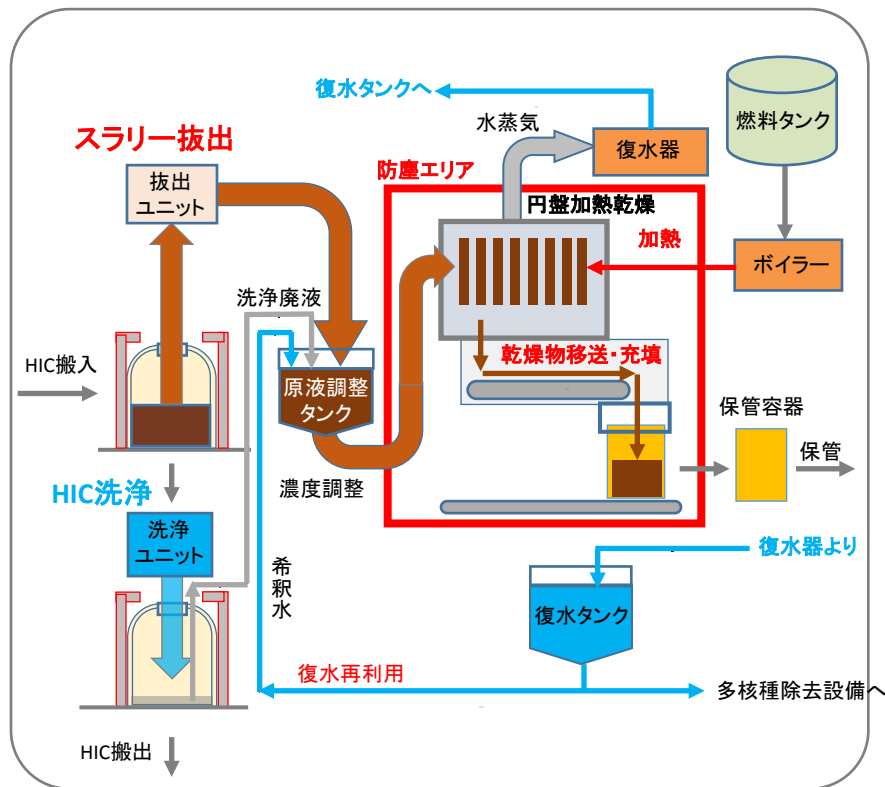 復水タンクへ
水蒸気
復水器
燃料タンク
スラリー抜出
防塵エリア
抜出
ユニット
円盤加熱乾燥
加熱
ボイラー
洗浄廃液
HIC搬入
原液調整
タンク
乾燥物移送・充填
保管容器
保管
濃度調整
HIC洗浄
洗浄
ユニット
希釈水
復水器より
復水タンク
復水再利用
多核種除去設備へ
HIC搬出